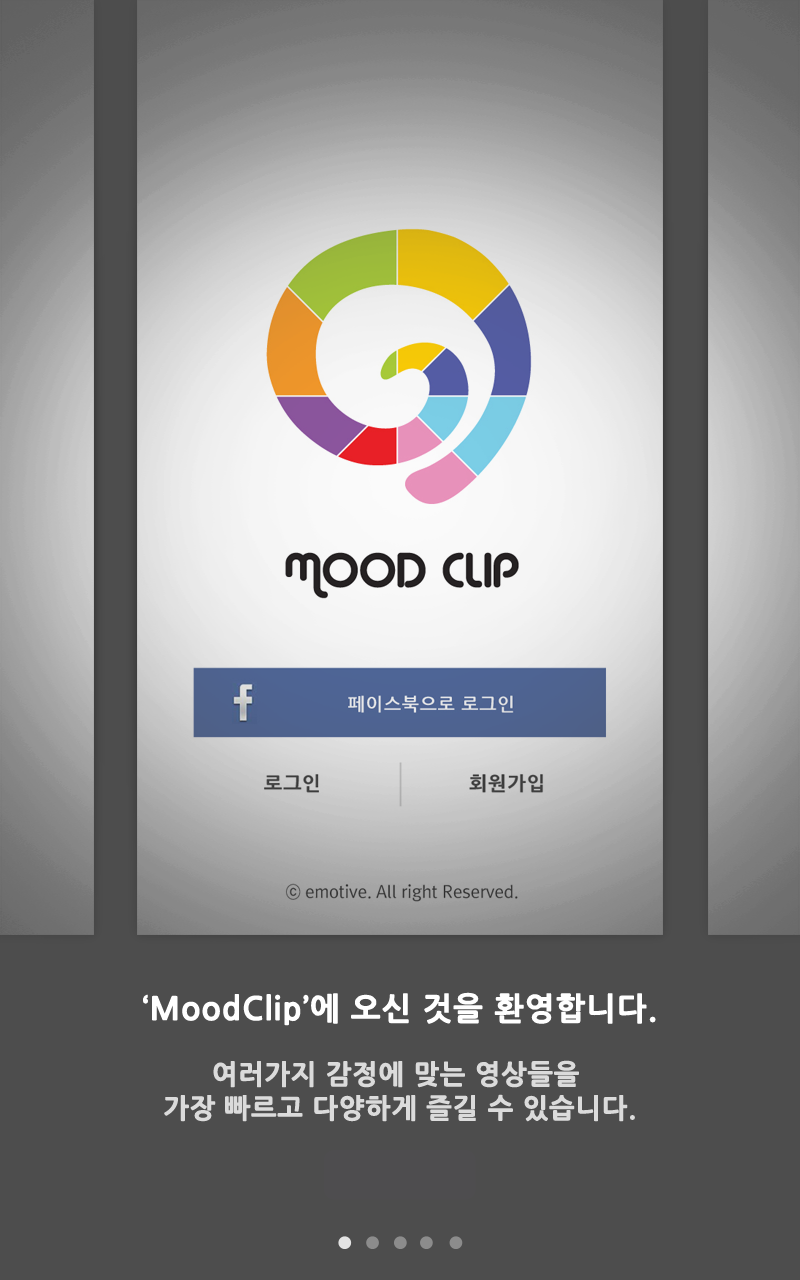 MOOD CLIP
f 페이스북으로 로그인
로그인 회원가입
ⓒ emotive. All right Reserved.
‘MoodClip’에 오신 것을 환영합니다.
여러가지 감정에 맞는 영상들을
가장 빠르고 다양하게 즐길 수 있습니다.